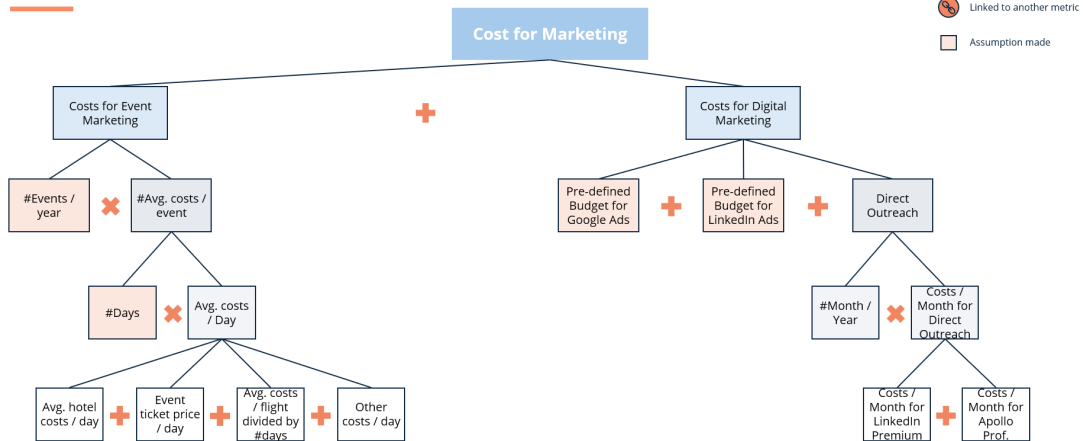 Linked to another metric
Cost for Marketing
Assumption made
Costs for Event
Marketing
Costs for Digital
Marketing
#Events /
year
#Avg. costs /
event
Pre-defined
Budget for
Google Ads
Pre-defined
Budget for
LinkedIn Ads
Direct
Outreach
#Days
Avg. costs
/ Day
#Month /
Year
Costs /
Month for
Direct
Outreach
Avg. hotel
costs / day
Event
ticket price
/ day
Avg. costs
/ flight
divided by
#days
Other
costs / day
Costs /
Month for
LinkedIn
Premium
Costs /
Month for
Apollo
Prof.